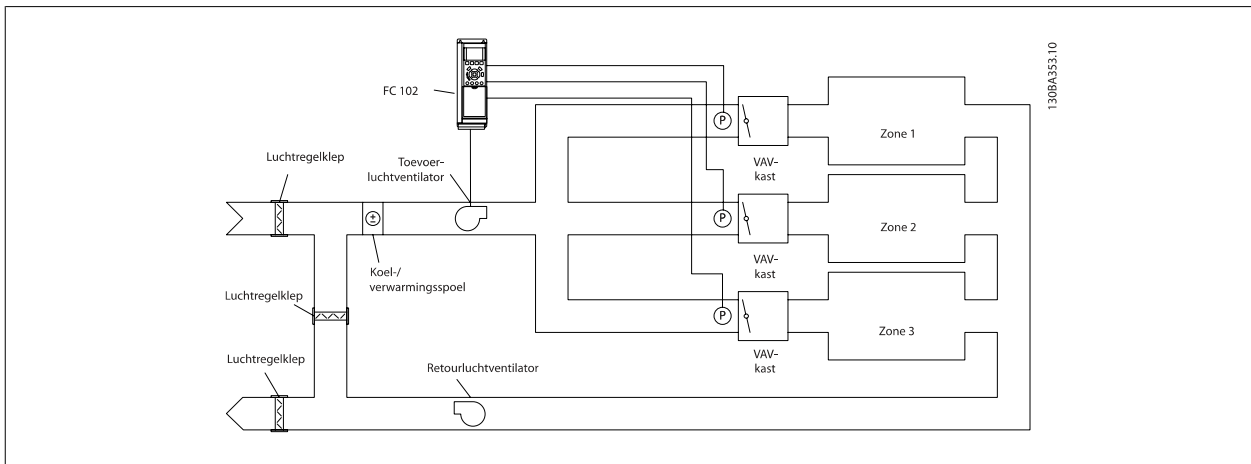 130BA353.10
FC 102
P
VAV-
kast
Zone 1
Luchtregelklep
Toevoer-
luchtventilator
±
P
VAV-
kast
Zone 2
Koel-/
verwarmingsspoel
Luchtregelklep
P
VAV-
kast
Zone 3
Luchtregelklep
Retourluchtventilator